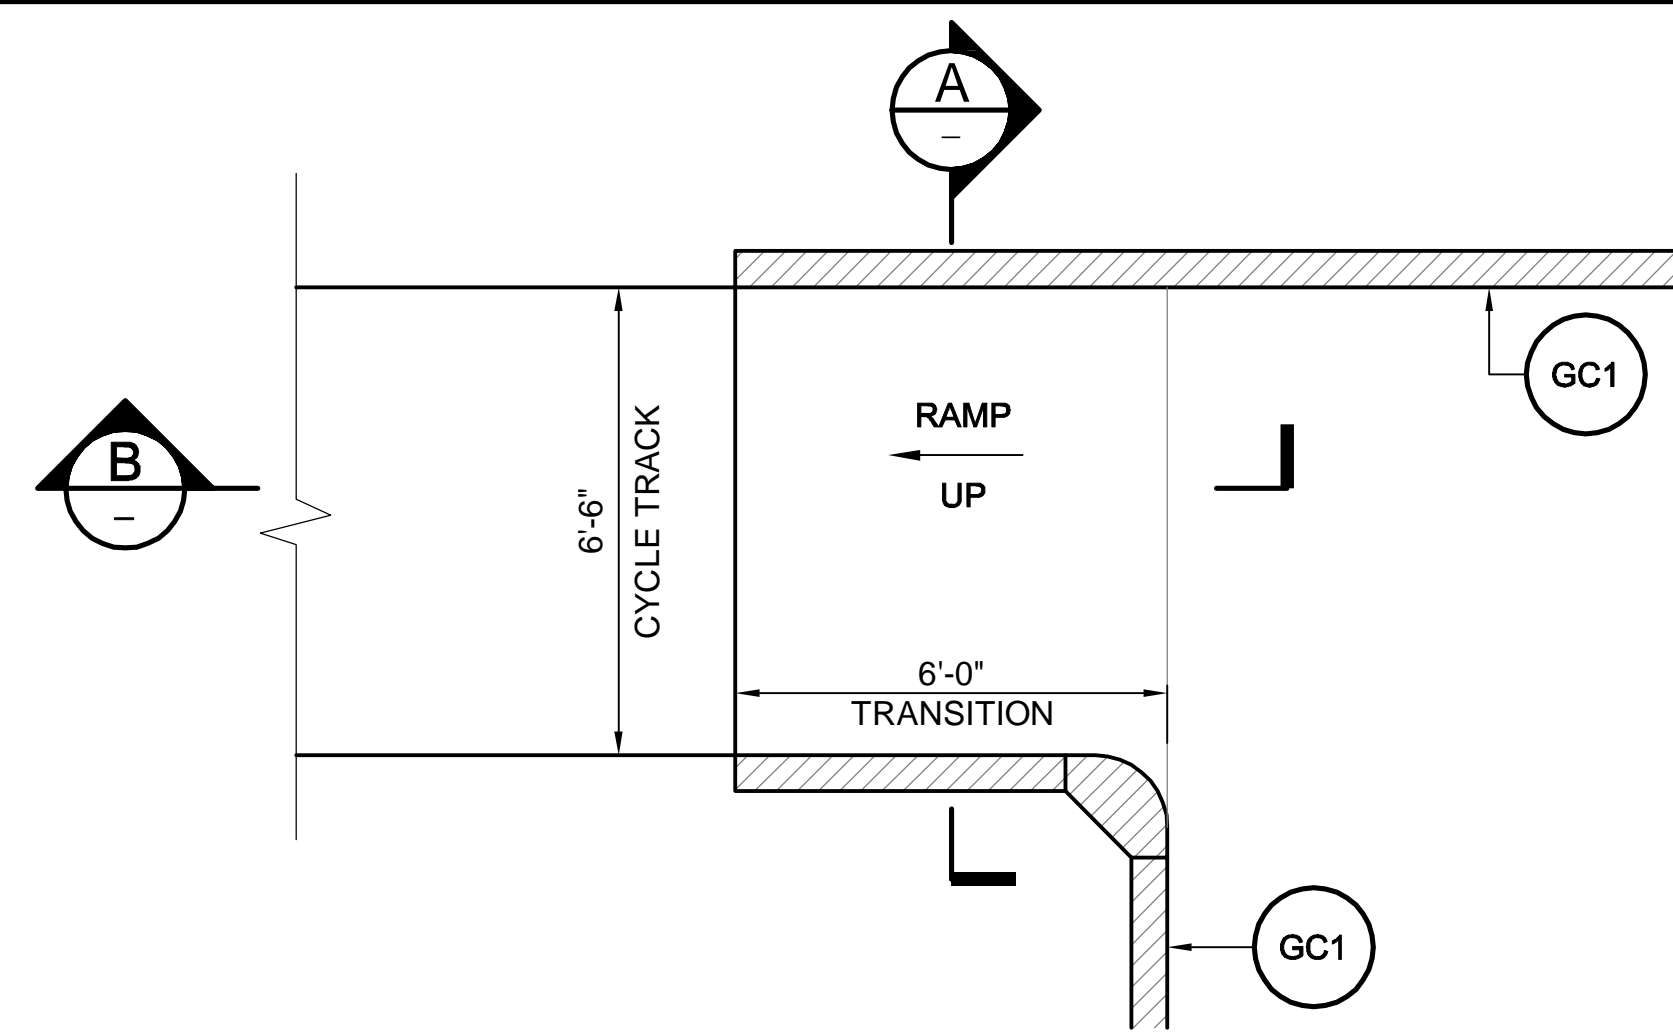 A
–
GC1
RAMP
UP
B
–
6'-6"
CYCLE TRACK
6'-0"
TRANSITION
GC1